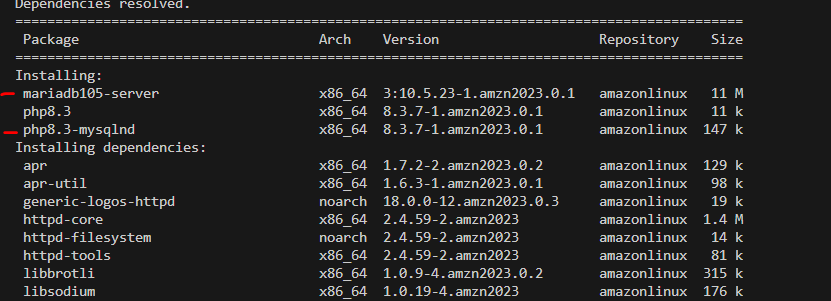 Dependencies resolved.
================================================================================
Package Arch Version Repository Size
================================================================================
Installing:
mariadb105-server x86_64 3:10.5.23-1.amzn2023.0.1 amazonlinux 11 M
php8.3 x86_64 8.3.7-1.amzn2023.0.1 amazonlinux 11 k
php8.3-mysqlnd x86_64 8.3.7-1.amzn2023.0.1 amazonlinux 147 k
Installing dependencies:
apr x86_64 1.7.2-2.amzn2023.0.2 amazonlinux 129 k
apr-util x86_64 1.6.3-1.amzn2023.0.1 amazonlinux 98 k
generic-logos-httpd noarch 18.0.0-12.amzn2023.0.3 amazonlinux 19 k
httpd-core x86_64 2.4.59-2.amzn2023 amazonlinux 1.4 M
httpd-filesystem noarch 2.4.59-2.amzn2023 amazonlinux 14 k
httpd-tools x86_64 2.4.59-2.amzn2023 amazonlinux 81 k
libbrotli x86_64 1.0.9-4.amzn2023.0.2 amazonlinux 315 k
libsodium x86_64 1.0.19-4.amzn2023 amazonlinux 176 k